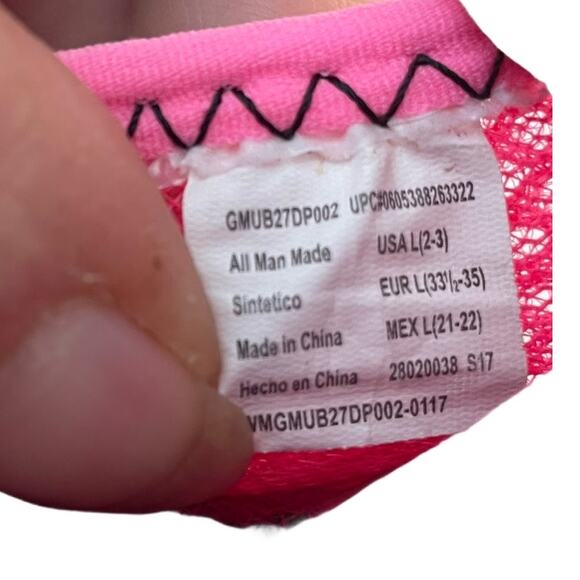 GMUB27DP002 UPC#0605388263322
All Man Made USA L(2-3)
Sintetico EUR L(33½-35)
Made in China MEX L(21-22)
Hecho en China 28020038 S17
VMGMUB27DP002-0117